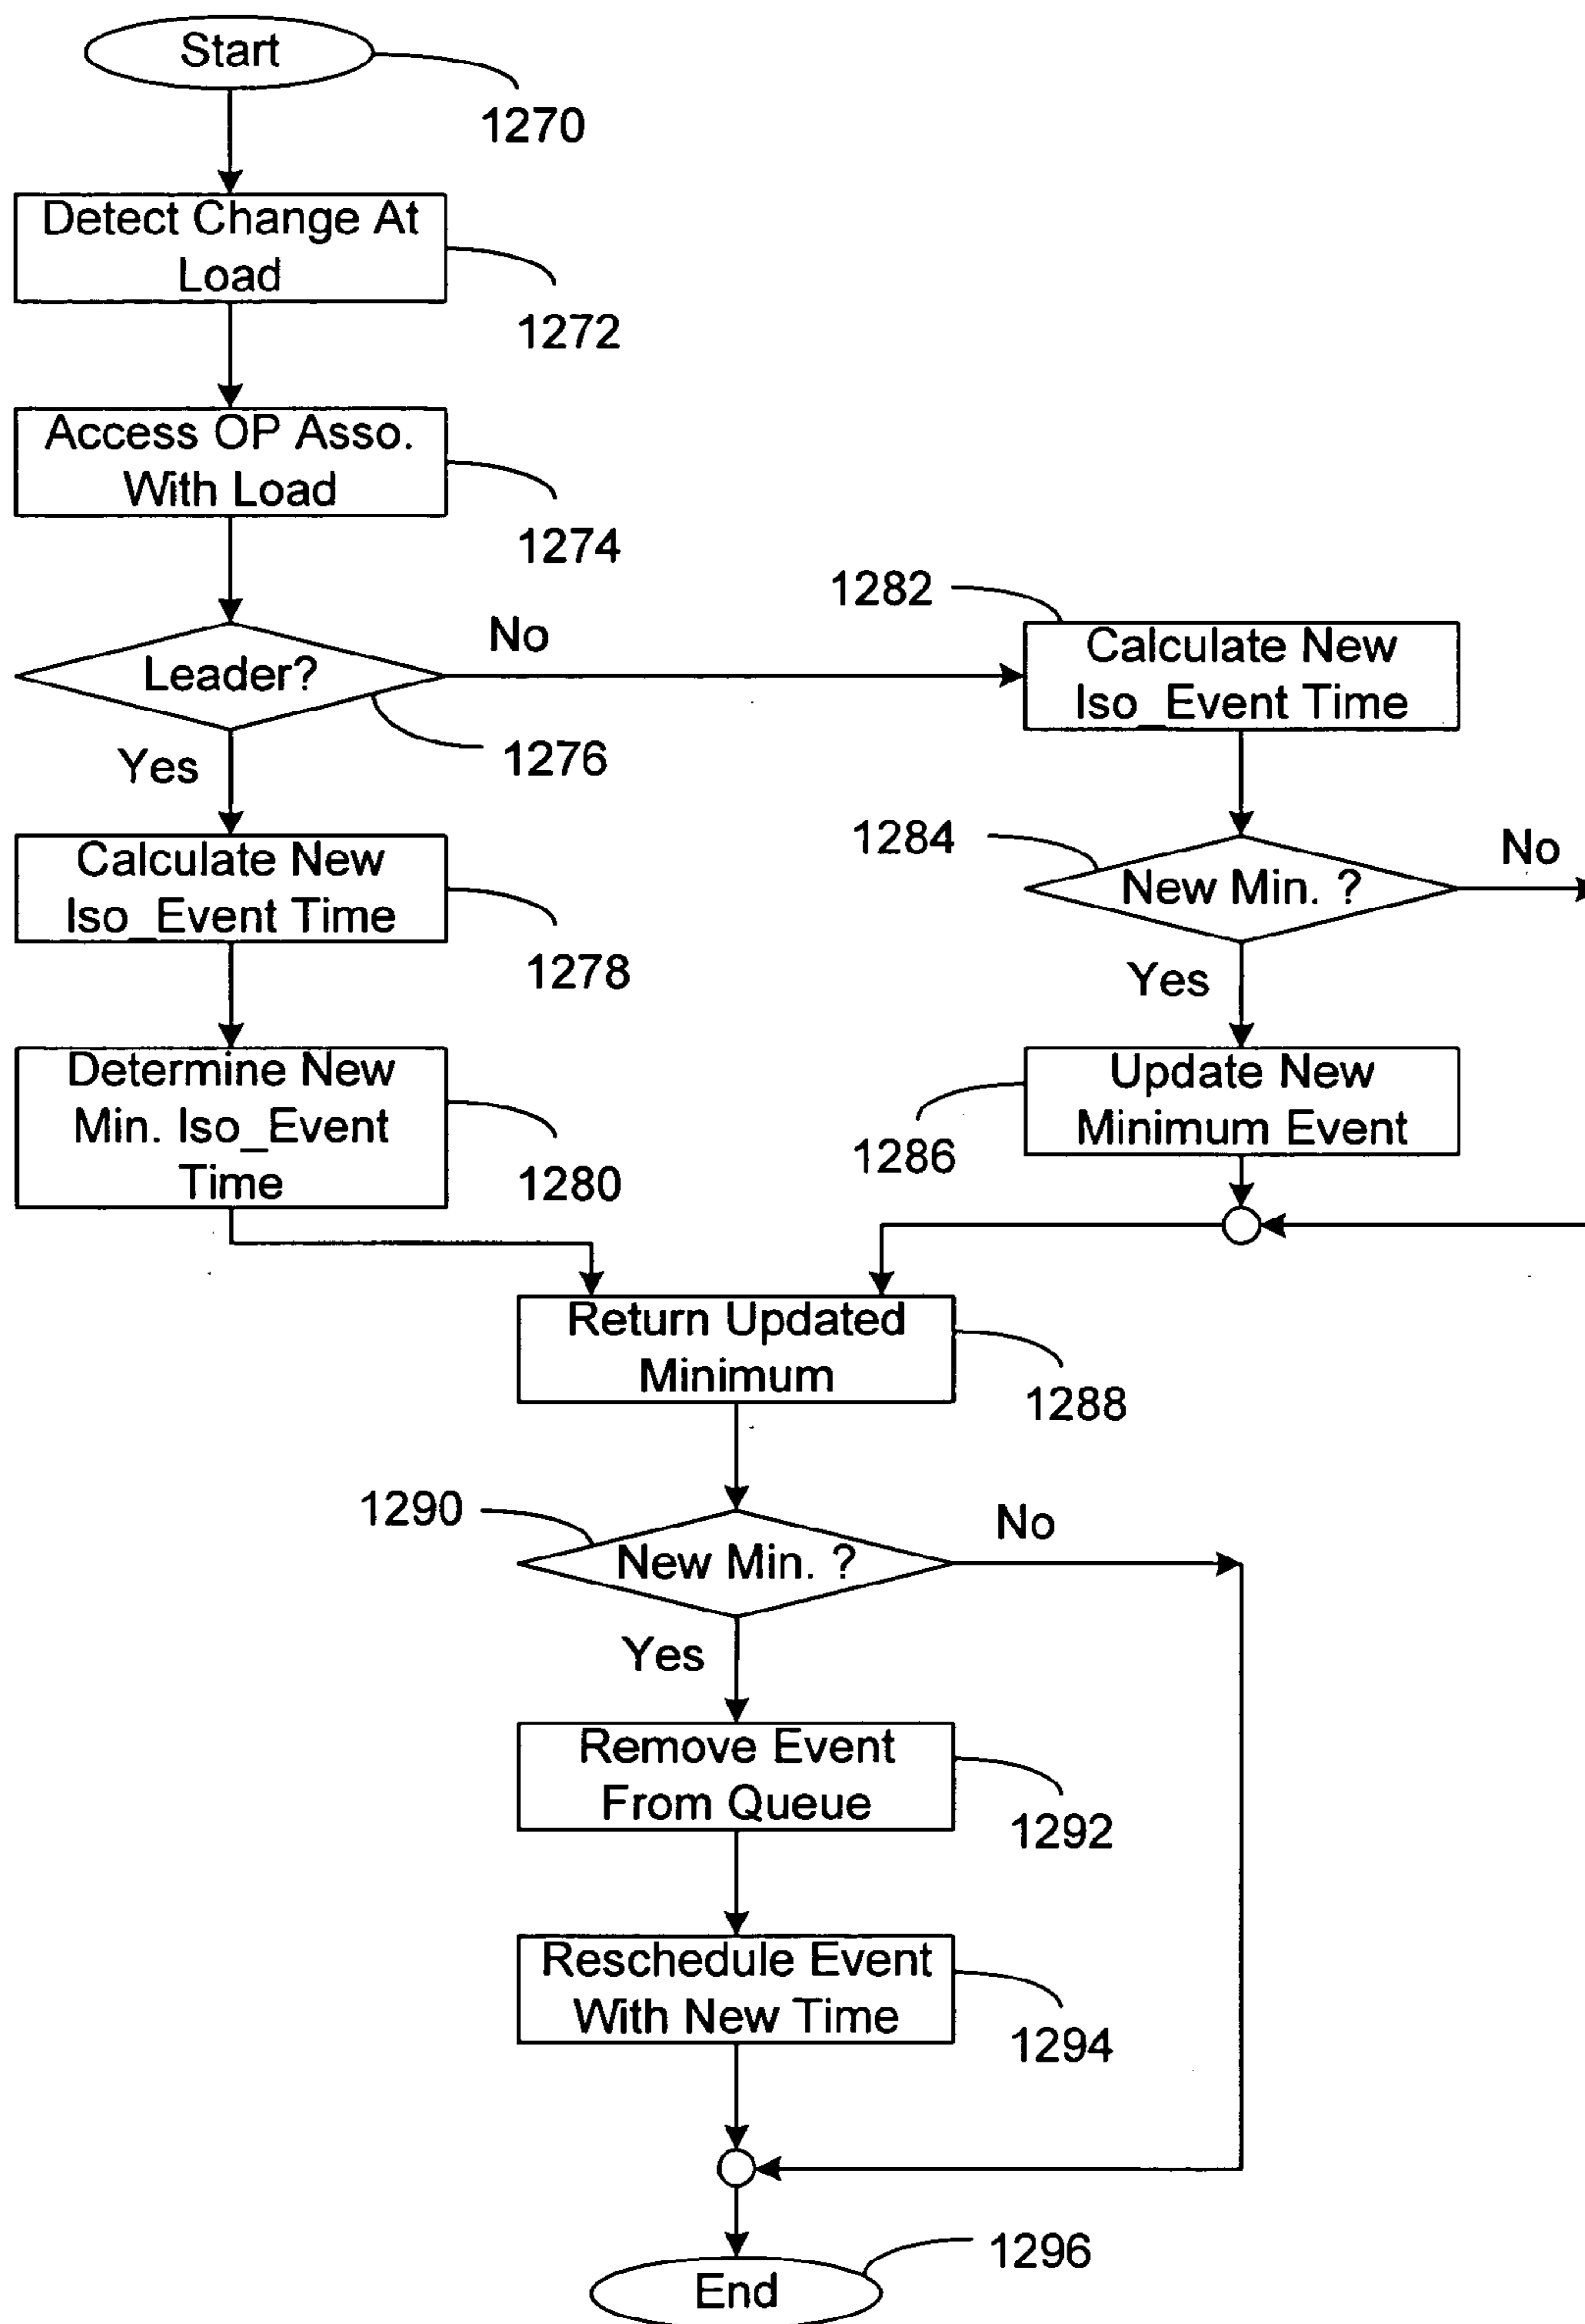 Start
1270
Detect Change At
Load
1272
Access OP Asso.
With Load
1274
Leader?
No
Yes
1276
1282
Calculate New
Iso_Event Time
Calculate New
Iso_Event Time
1278
1284
New Min. ?
No
Yes
Determine New
Min. Iso_Event
Time
1280
Update New
Minimum Event
1286
Return Updated
Minimum
1288
1290
New Min. ?
No
Yes
Remove Event
From Queue
1292
Reschedule Event
With New Time
1294
1296
End